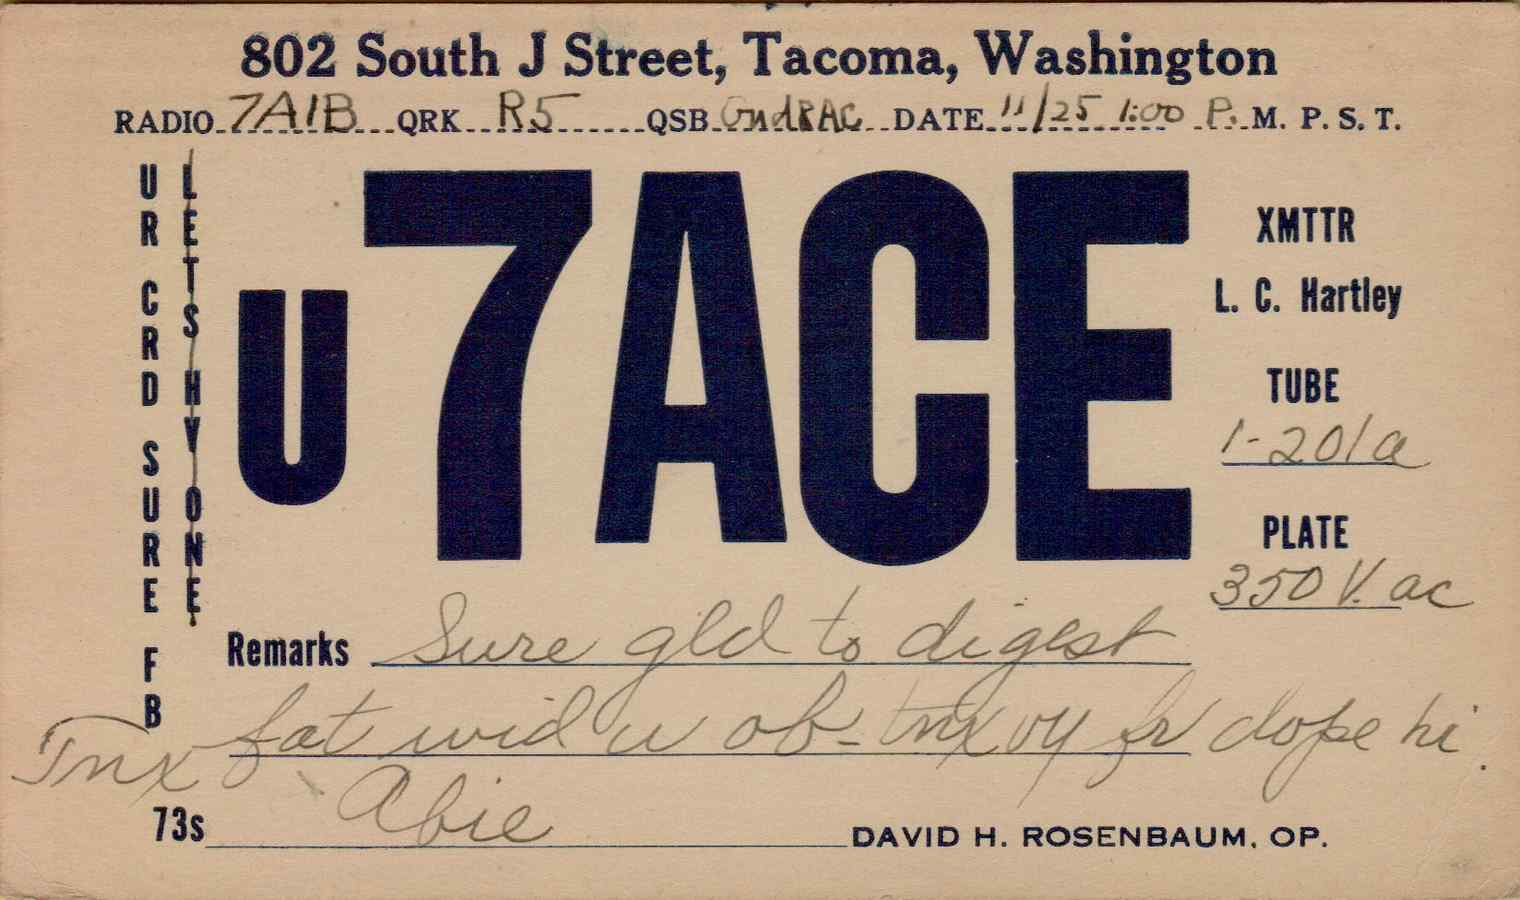 802 South J Street, Tacoma, Washington
RADIO 7AIB QRK R5 QSB GndRAC DATE 11/25 1:00 P. M. P. S. T.
UR CRD SURE FB
LETS HV ONE
U 7ACE
XMTTR
L. C. Hartley
TUBE
1-201a
PLATE
350 V. ac
Remarks Sure gld to digest
fat wid u ob- tnx oy fr dope hi.
Tnx
73s Abie DAVID H. ROSENBAUM, OP.